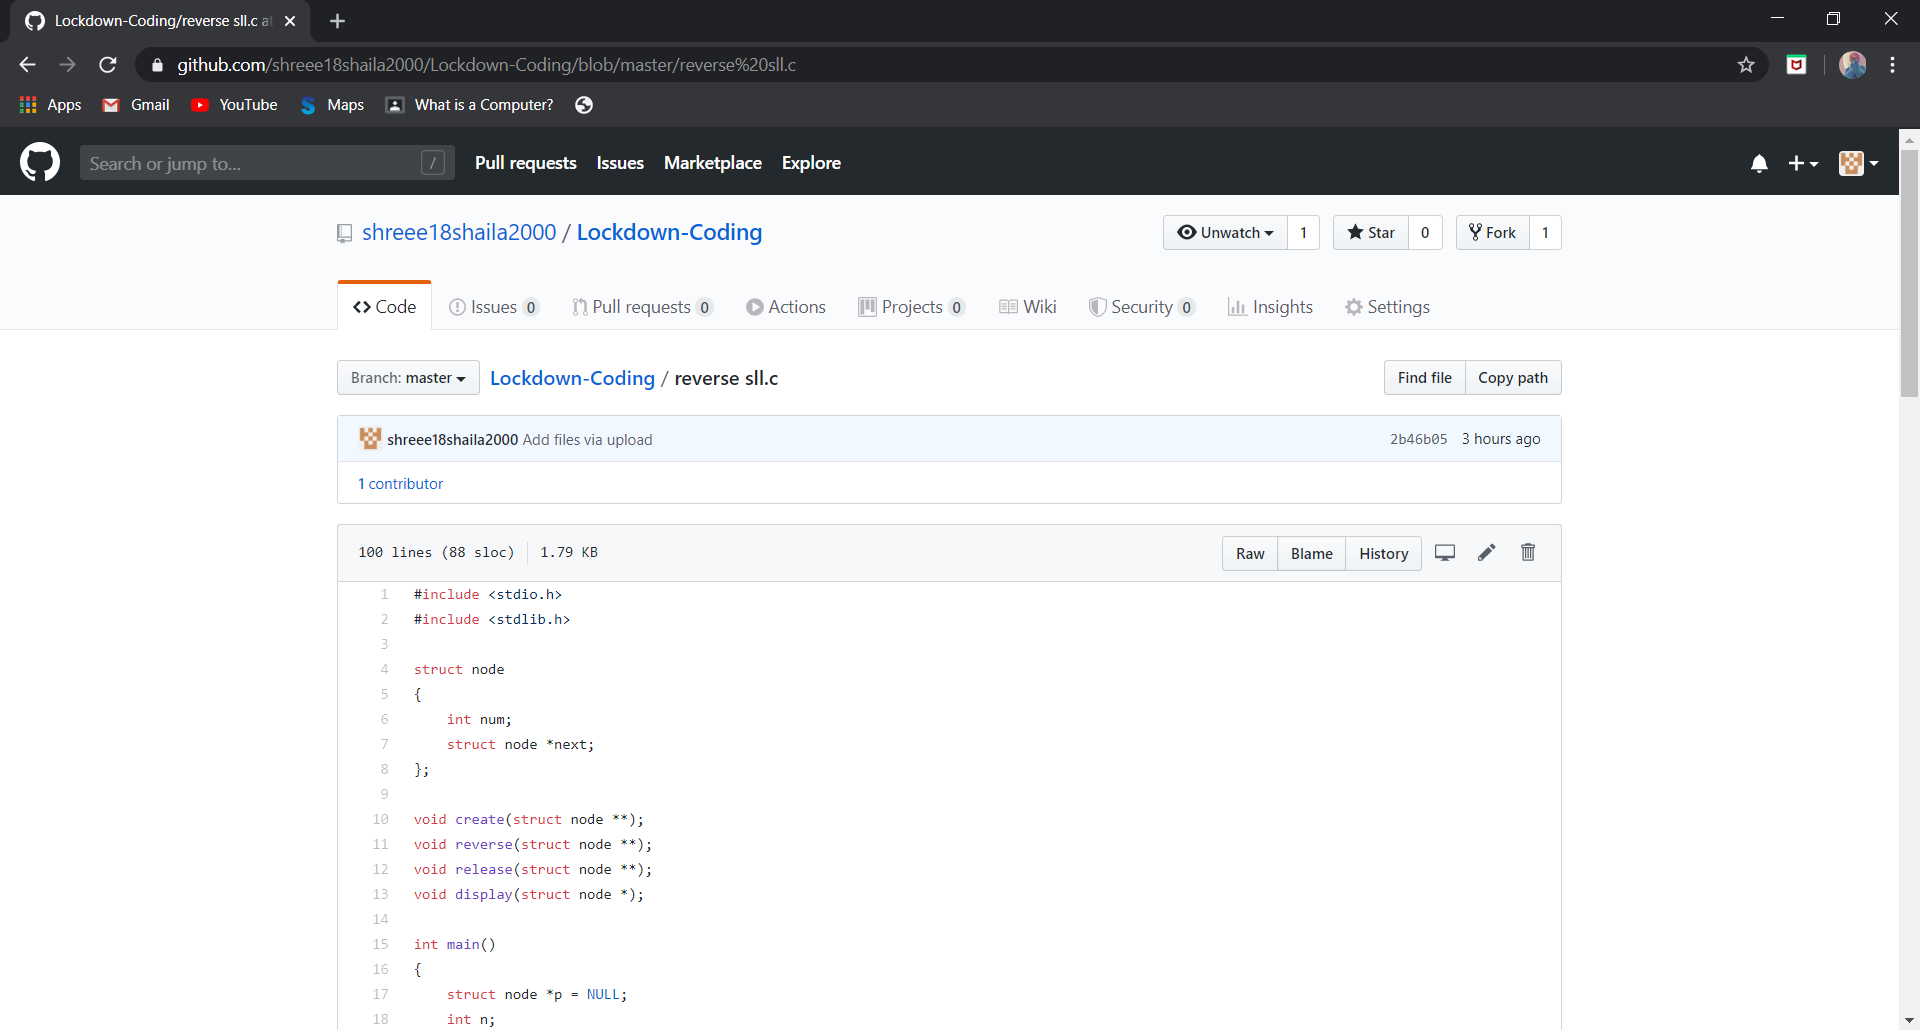 Lockdown-Coding/reverse sll.c at
github.com/shreee18shaila2000/Lockdown-Coding/blob/master/reverse%20sll.c
Apps Gmail YouTube Maps What is a Computer?
Search or jump to... / Pull requests Issues Marketplace Explore
shreee18shaila2000 / Lockdown-Coding Unwatch 1 Star 0 Fork 1
Code Issues 0 Pull requests 0 Actions Projects 0 Wiki Security 0 Insights Settings
Branch: master Lockdown-Coding / reverse sll.c Find file Copy path
shreee18shaila2000 Add files via upload 2b46b05 3 hours ago
1 contributor
100 lines (88 sloc) 1.79 KB Raw Blame History
1 #include <stdio.h>
2 #include <stdlib.h>
3
4 struct node
5 {
6 int num;
7 struct node *next;
8 };
9
10 void create(struct node **);
11 void reverse(struct node **);
12 void release(struct node **);
13 void display(struct node *);
14
15 int main()
16 {
17 struct node *p = NULL;
18 int n;